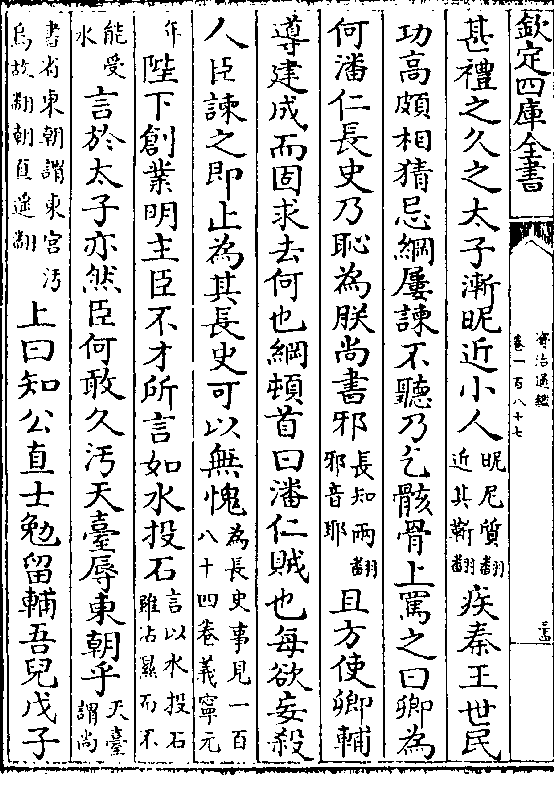 欽定四庫全書
資治通鑑
卷一百八十七
甚禮之久之太子漸昵近小人昵尼質翻近其靳翻疾秦王世民
功高頗相猜忌綱屢諫不聽乃乞骸骨上罵之曰卿為
何潘仁長史乃恥為朕尚書邪長知兩翻邪音耶且方使卿輔
導建成而固求去何也綱頓首曰潘仁賊也每欲妄殺
人臣諫之即止為其長史可以無愧為長史事見一百八十四卷義寧元
年陛下創業明主臣不才所言如水投石言以水投石雖沾濕而不
能受水言於太子亦然臣何敢久汚天臺辱東朝乎天臺謂尚
書省東朝謂東宮汚烏故翻朝直遥翻上曰知公直士勉留輔吾兒戊子